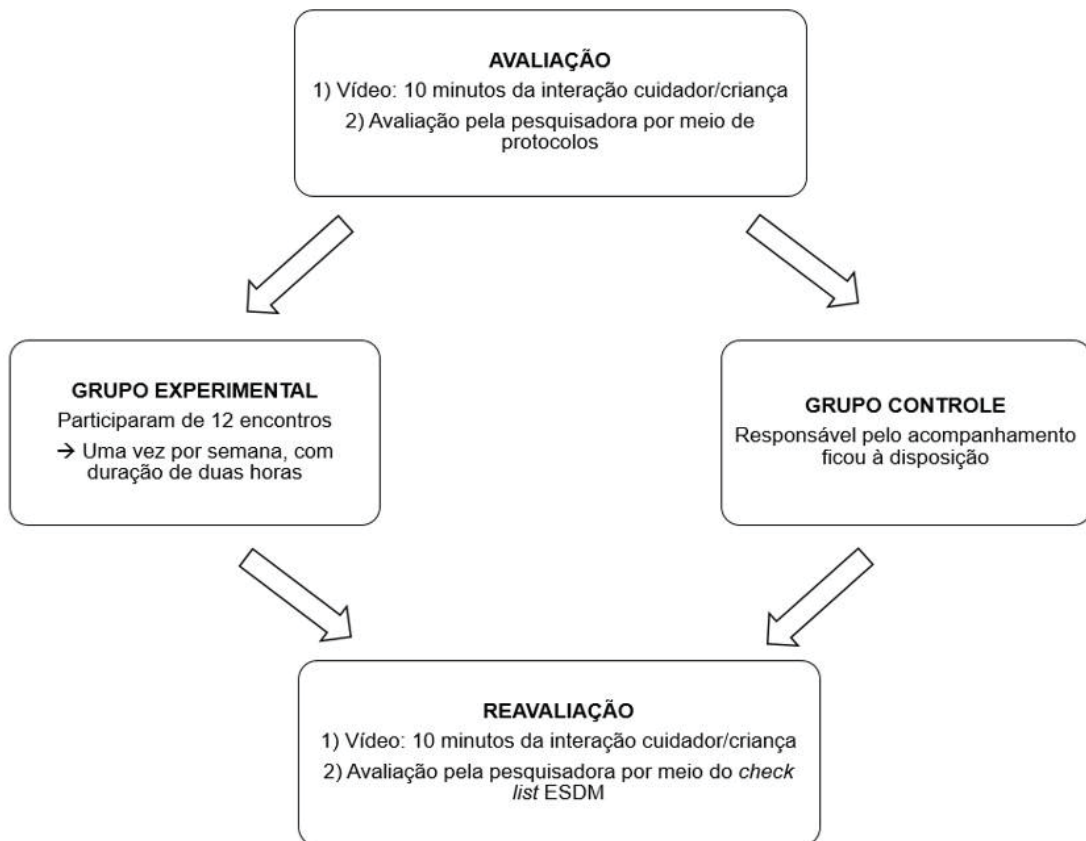 AVALIAÇÃO
1) Vídeo: 10 minutos da interação cuidador/criança
2) Avaliação pela pesquisadora por meio de
protocolos
GRUPO EXPERIMENTAL
Participaram de 12 encontros
→ Uma vez por semana, com
duração de duas horas
GRUPO CONTROLE
Responsável pelo acompanhamento
ficou à disposição
REAVALIAÇÃO
1) Vídeo: 10 minutos da interação cuidador/criança
2) Avaliação pela pesquisadora por meio do check
list ESDM